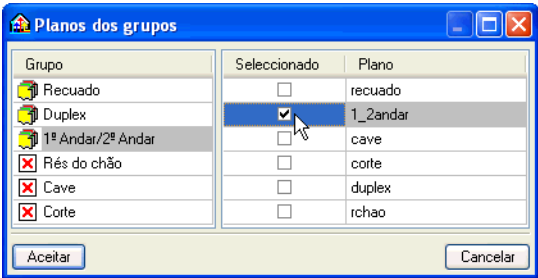 Planos dos grupos
Grupo Seleccionado Plano
Recuado recuado
Duplex 1_2andar
1º Andar/2º Andar cave
Rés do chão corte
Cave duplex
Corte rchao
Aceitar Cancelar